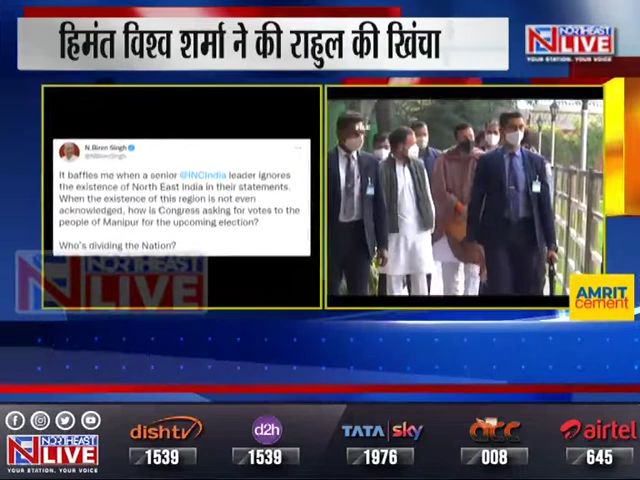 हिमंत विश्व शर्मा ने की राहुल की खिंचा
NORTHEAST
LIVE
YOUR STATION. YOUR VOICE
N.Biren Singh
@NBirenSingh
It baffles me when a senior @INCIndia leader ignores
the existence of North East India in their statements.
When the existence of this region is not even
acknowledged, how is Congress asking for votes to the
people of Manipur for the upcoming election?
Who's dividing the Nation?
NORTHEAST
LIVE
AMRIT
cement
NORTHEAST
LIVE
YOUR STATION. YOUR VOICE
dishtv
1539
d2h
1539
TATA sky
1976
acc
008
airtel
645